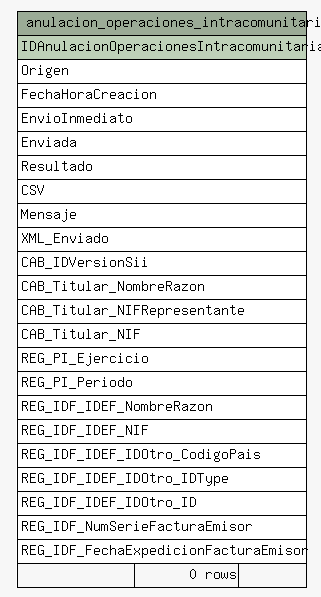 anulacion_operaciones_intracomunitari
IDAnulacionOperacionesIntracomunitaria
Origen
FechaHoraCreacion
EnvioInmediato
Enviada
Resultado
CSV
Mensaje
XML_Enviado
CAB_IDVersionSii
CAB_Titular_NombreRazon
CAB_Titular_NIFRepresentante
CAB_Titular_NIF
REG_PI_Ejercicio
REG_PI_Periodo
REG_IDF_IDEF_NombreRazon
REG_IDF_IDEF_NIF
REG_IDF_IDEF_IDOtro_CodigoPais
REG_IDF_IDEF_IDOtro_IDType
REG_IDF_IDEF_IDOtro_ID
REG_IDF_NumSerieFacturaEmisor
REG_IDF_FechaExpedicionFacturaEmisor
0 rows